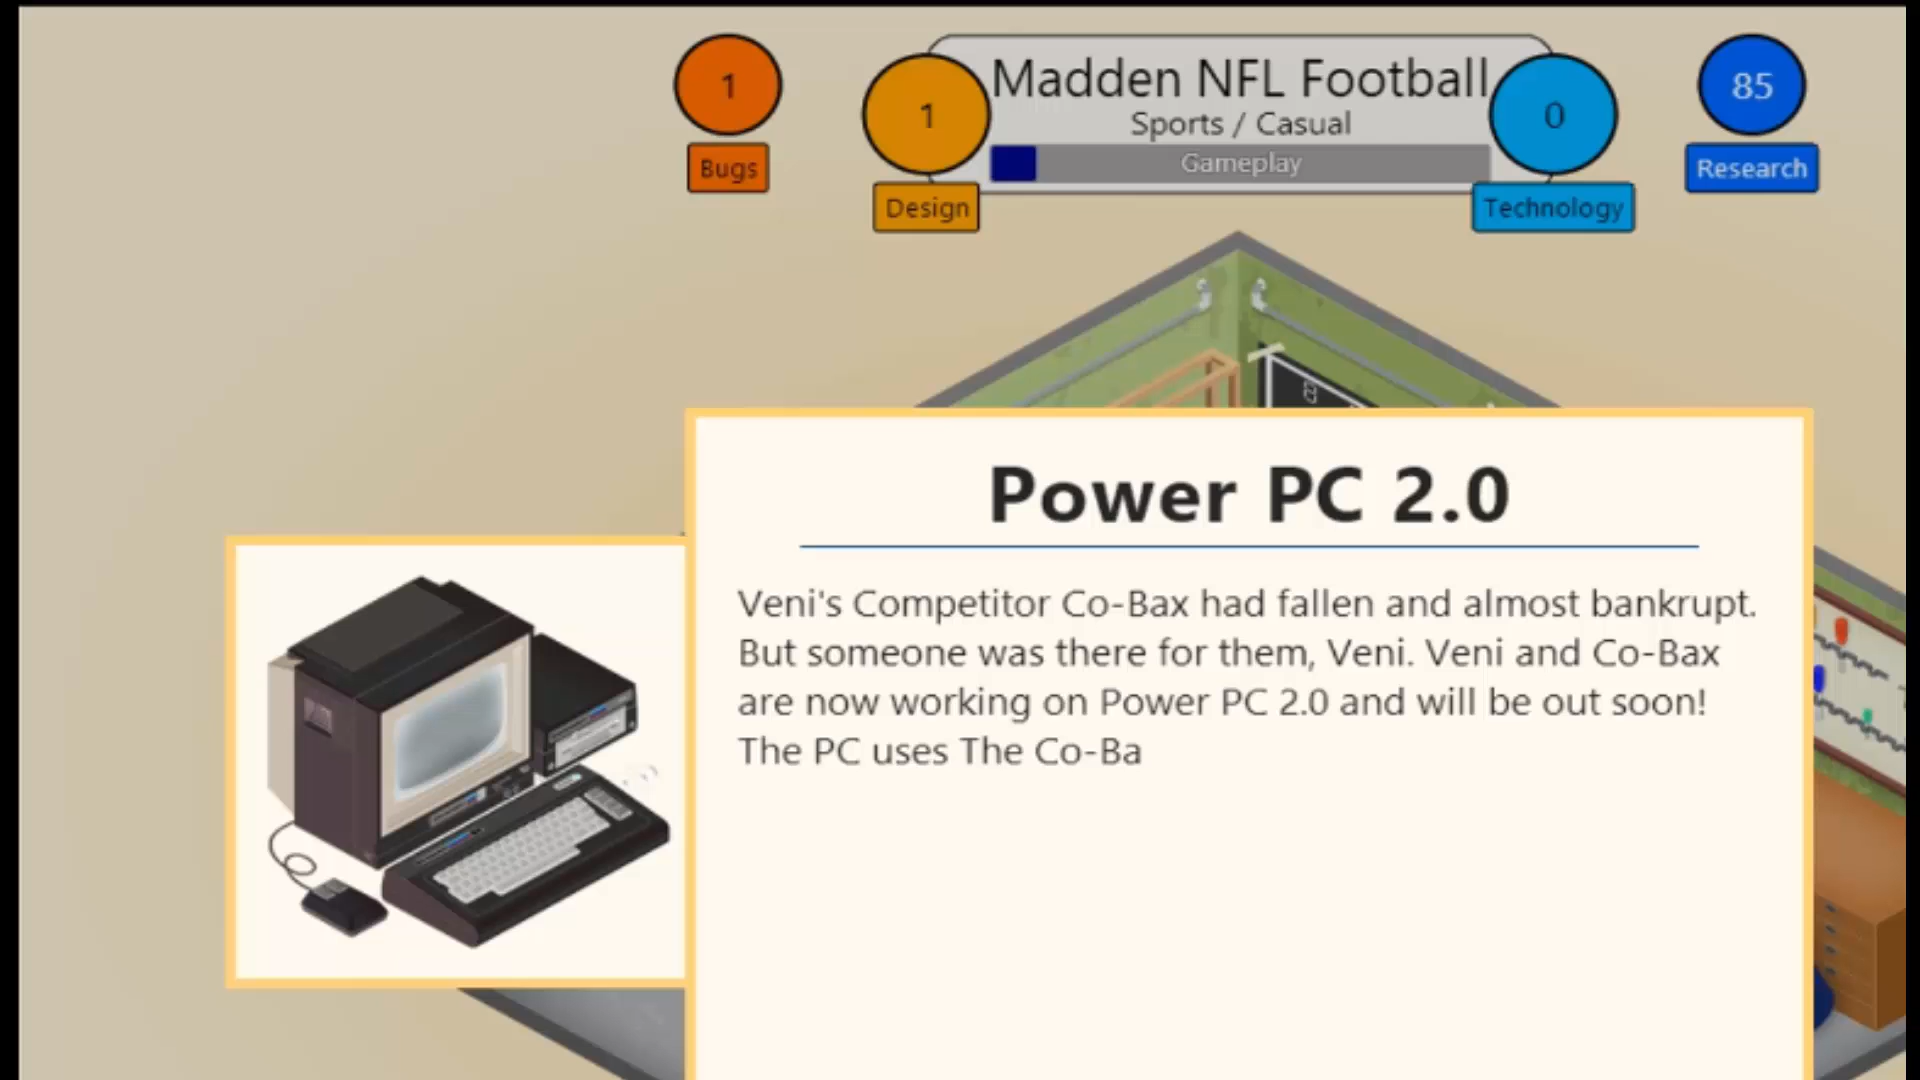 1
Bugs
1
Design
Madden NFL Football
Sports / Casual
Gameplay
0
Technology
85
Research
Power PC 2.0
Veni's Competitor Co-Bax had fallen and almost bankrupt.
But someone was there for them, Veni. Veni and Co-Bax
are now working on Power PC 2.0 and will be out soon!
The PC uses The Co-Ba